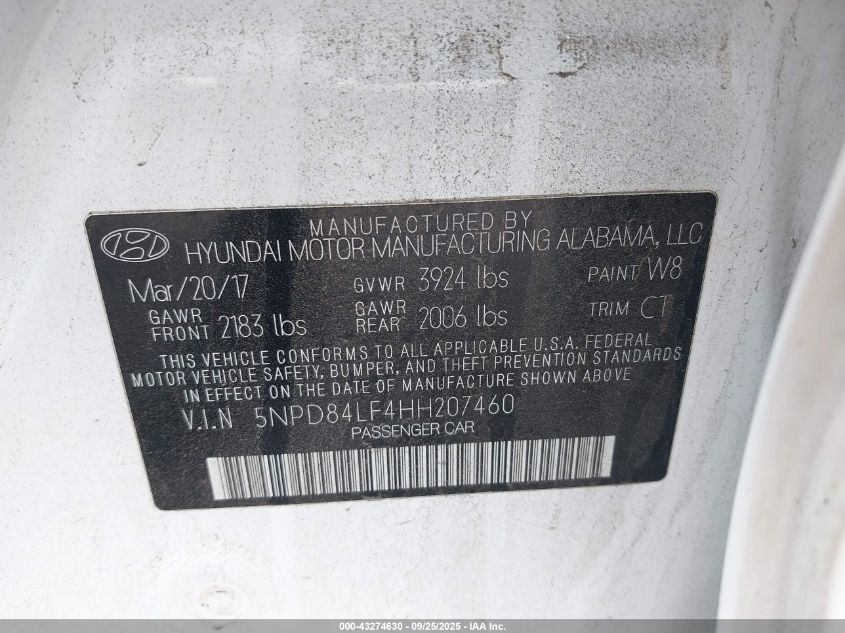 MANUFACTURED BY
HYUNDAI MOTOR MANUFACTURING ALABAMA, LLC
Mar/20/17 GVWR 3924 lbs PAINT W8
GAWR FRONT 2183 lbs GAWR REAR 2006 lbs TRIM CT
THIS VEHICLE CONFORMS TO ALL APPLICABLE U.S.A. FEDERAL
MOTOR VEHICLE SAFETY, BUMPER, AND THEFT PREVENTION STANDARDS
IN EFFECT ON THE DATE OF MANUFACTURE SHOWN ABOVE
V.I.N 5NPD84LF4HH207460
PASSENGER CAR
000-43274630 - 09/25/2025 - IAA Inc.